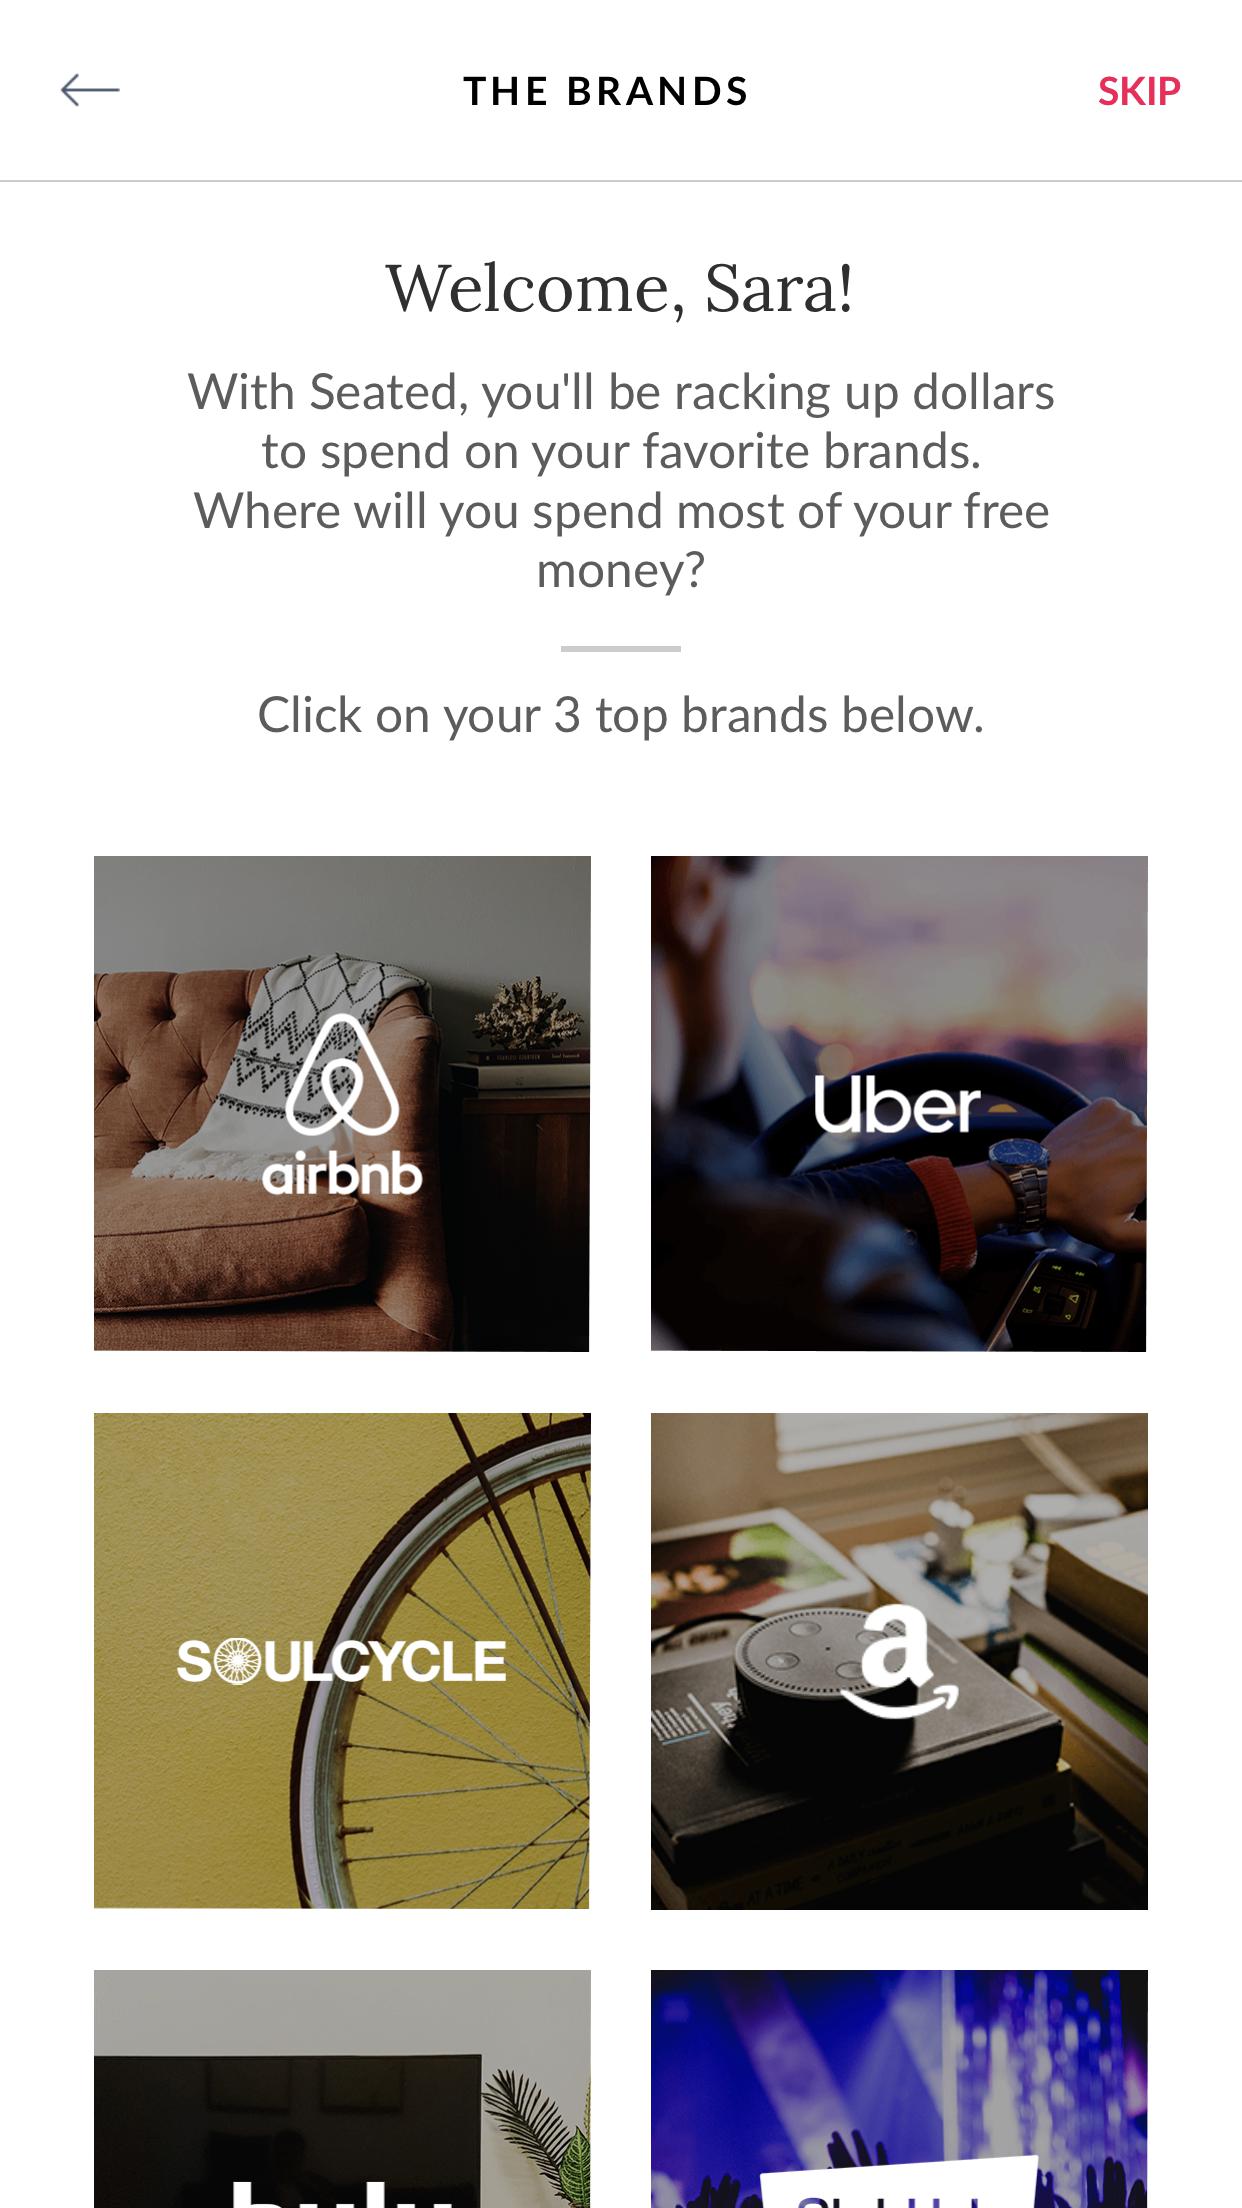 THE BRANDS
SKIP
Welcome, Sara!
With Seated, you'll be racking up dollars
to spend on your favorite brands.
Where will you spend most of your free
money?
Click on your 3 top brands below.
airbnb
Uber
SOULCYCLE
a
hulu